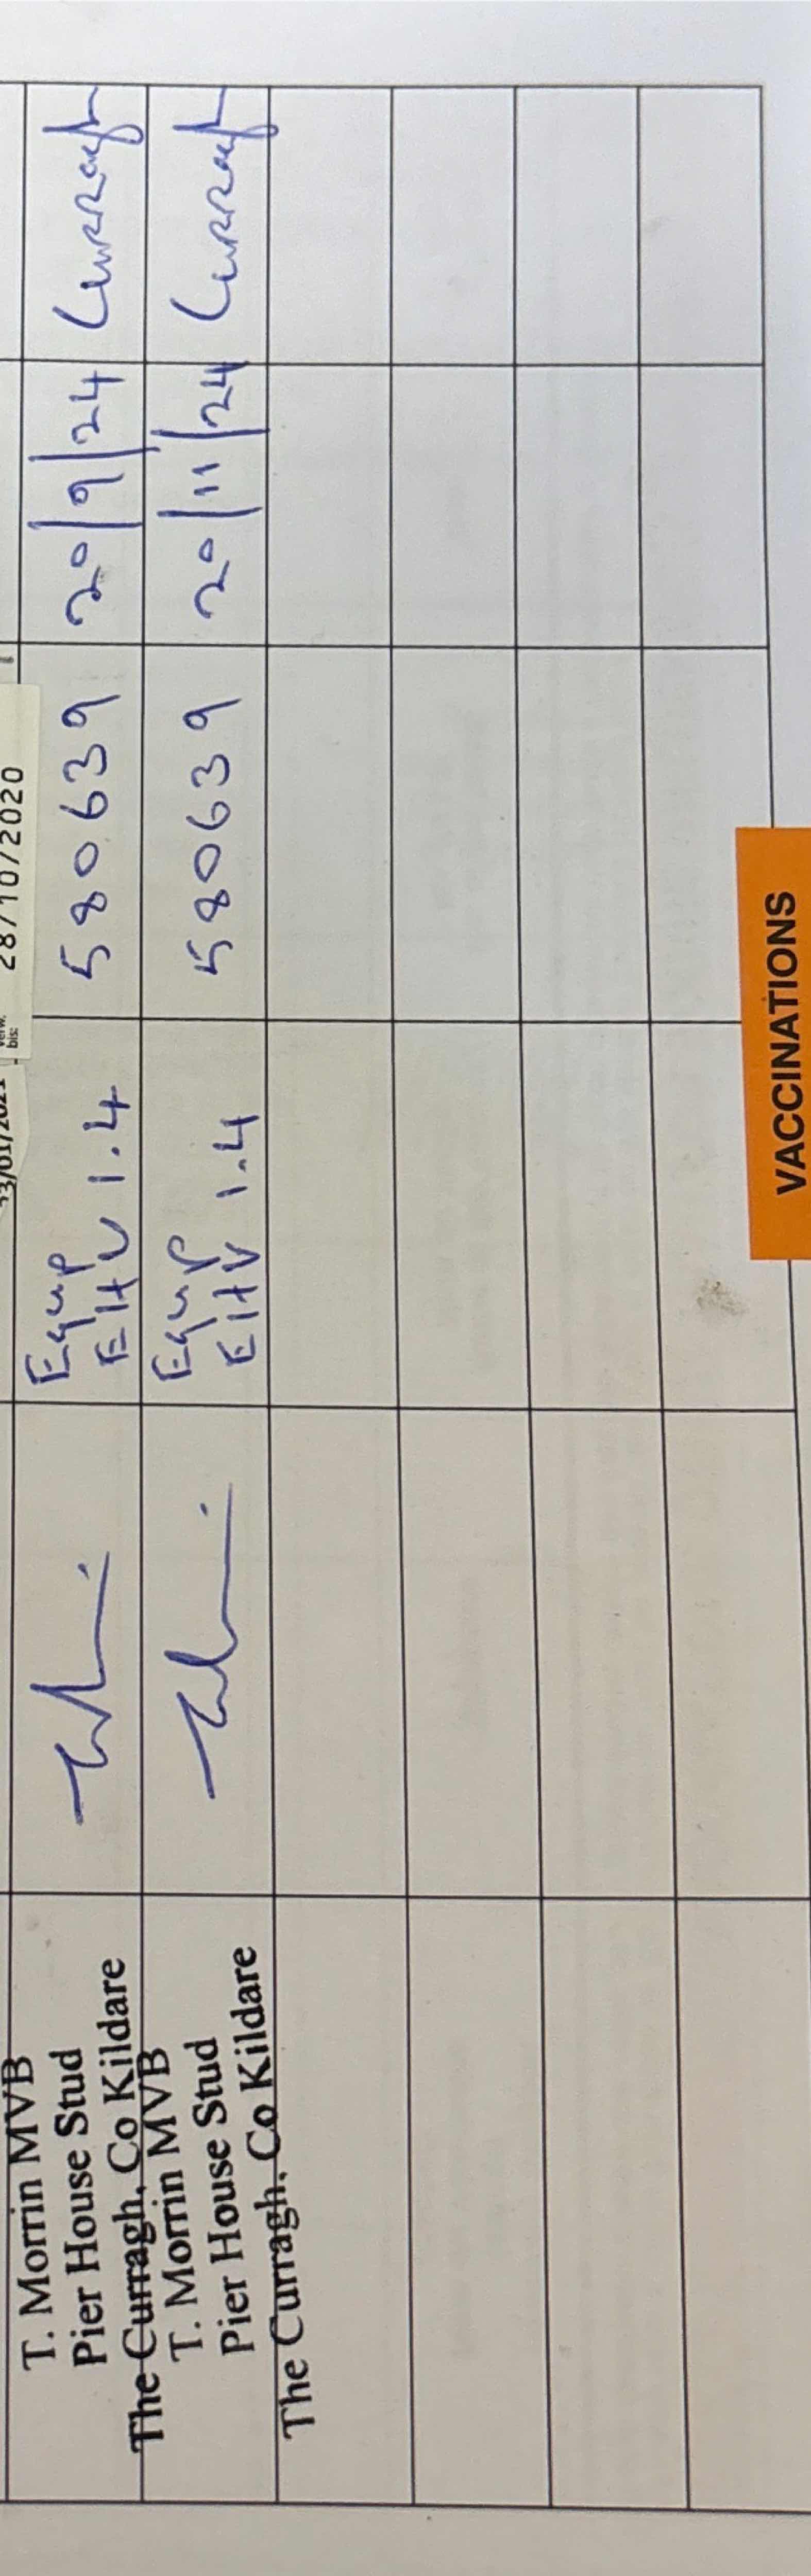 verw.
bis: 28/10/2020
T. Morrin MVB
Pier House Stud
The Curragh, Co Kildare
Equip
EHV 1.4
580639
20/9/24
Curragh
T. Morrin MVB
Pier House Stud
The Curragh, Co Kildare
Equip
EHV 1.4
580639
20/11/24
Curragh
VACCINATIONS